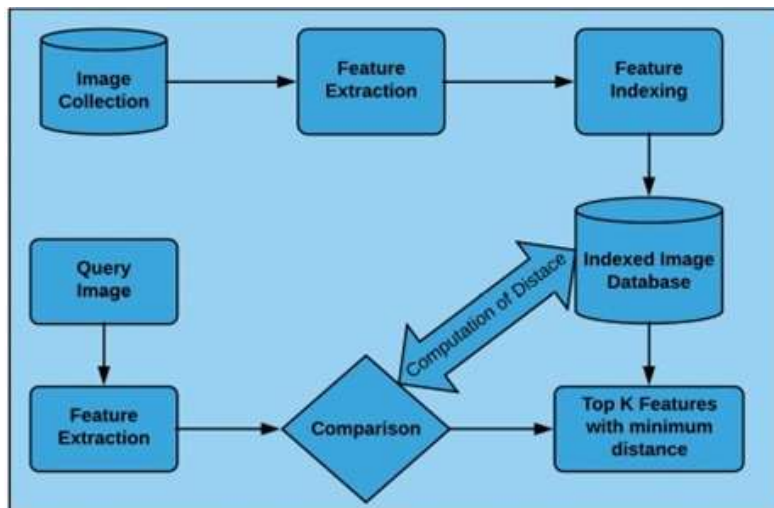 Image
Collection
Feature
Extraction
Feature
Indexing
Query
Image
Computation of Distace
Indexed Image
Database
Feature
Extraction
Comparison
Top K Features
with minimum
distance